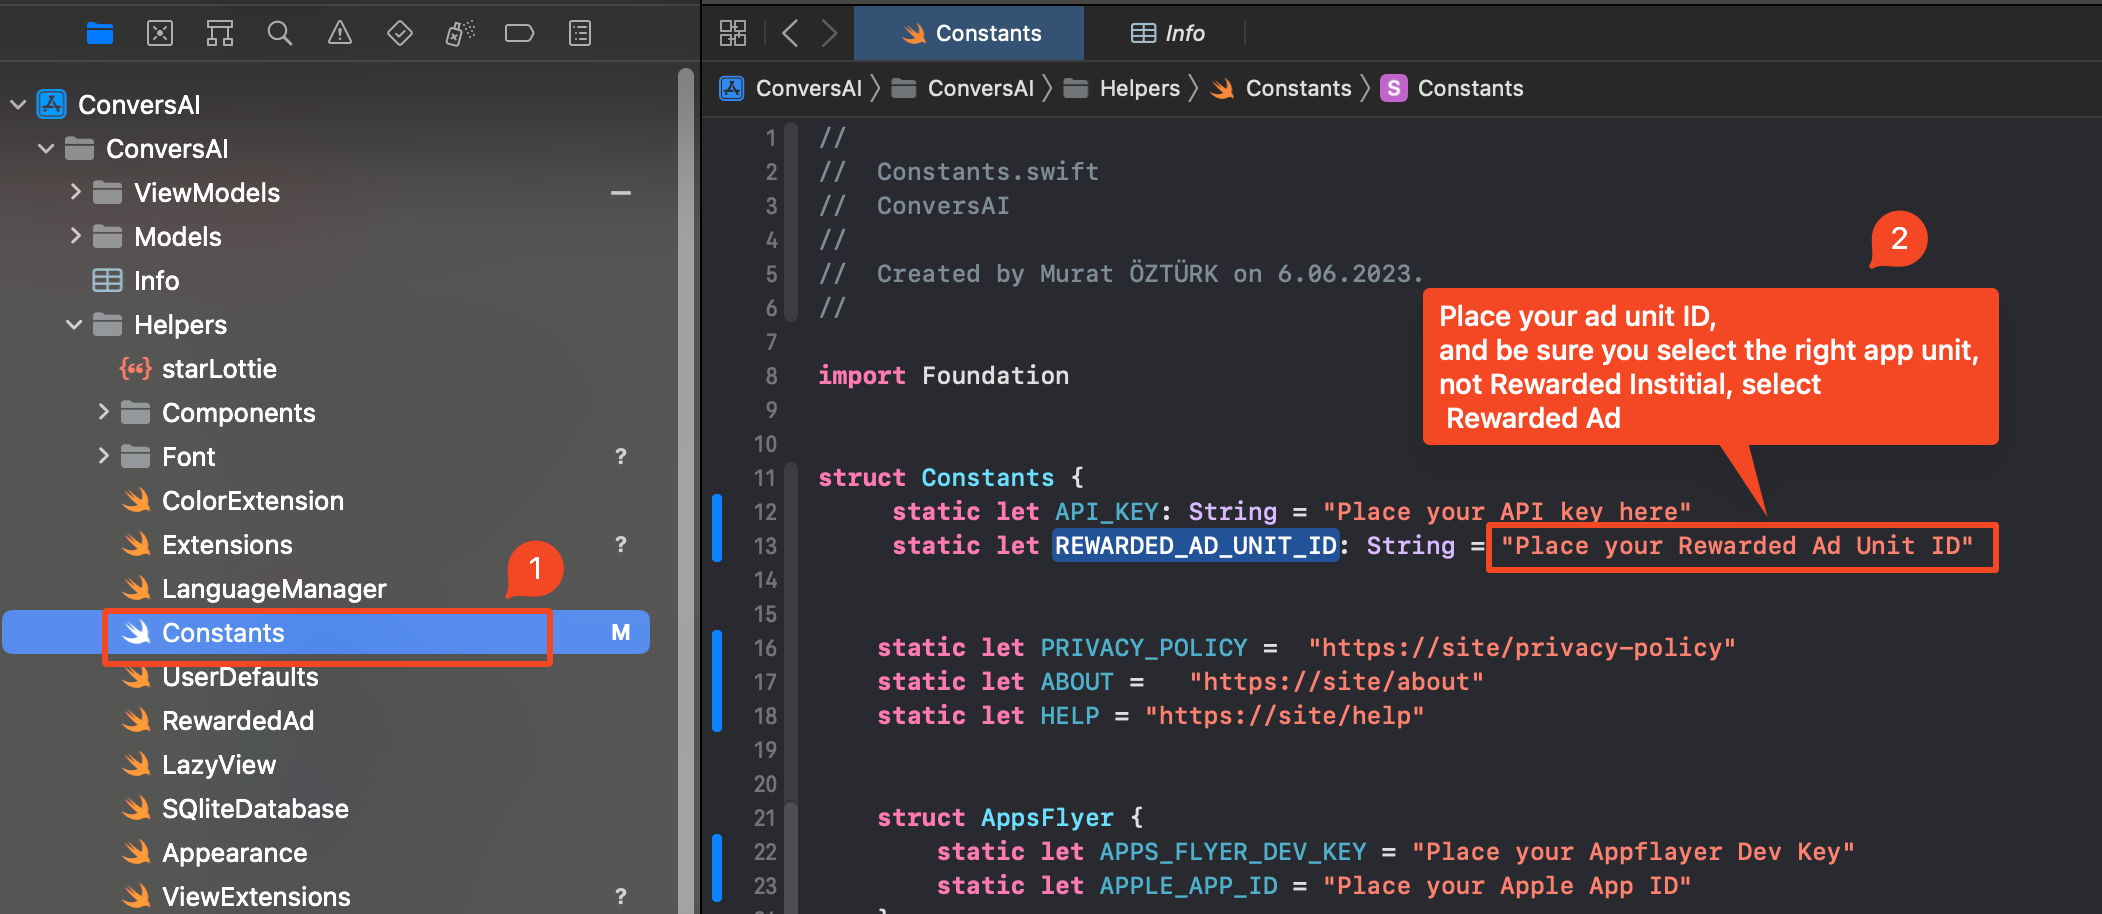 ConversAI
ConversAI
ViewModels
Models
Info
Helpers
starLottie
Components
Font ?
ColorExtension
Extensions ?
1
LanguageManager
Constants M
UserDefaults
RewardedAd
LazyView
SQliteDatabase
Appearance
ViewExtensions ?
Constants
Info
ConversAI 〉 ConversAI 〉 Helpers 〉 Constants 〉 S Constants
1 //
2 //  Constants.swift
3 //  ConversAI
4 //
5 //  Created by Murat ÖZTÜRK on 6.06.2023.
6 //
7
8 import Foundation
9
10
11 struct Constants {
12 static let API_KEY: String = "Place your API key here"
13 static let REWARDED_AD_UNIT_ID: String = "Place your Rewarded Ad Unit ID"
14
15
16 static let PRIVACY_POLICY =  "https://site/privacy-policy"
17 static let ABOUT =   "https://site/about"
18 static let HELP = "https://site/help"
19
20
21 struct AppsFlyer {
22 static let APPS_FLYER_DEV_KEY = "Place your Appflayer Dev Key"
23 static let APPLE_APP_ID = "Place your Apple App ID"
2
Place your ad unit ID,
and be sure you select the right app unit,
not Rewarded Institial, select
Rewarded Ad